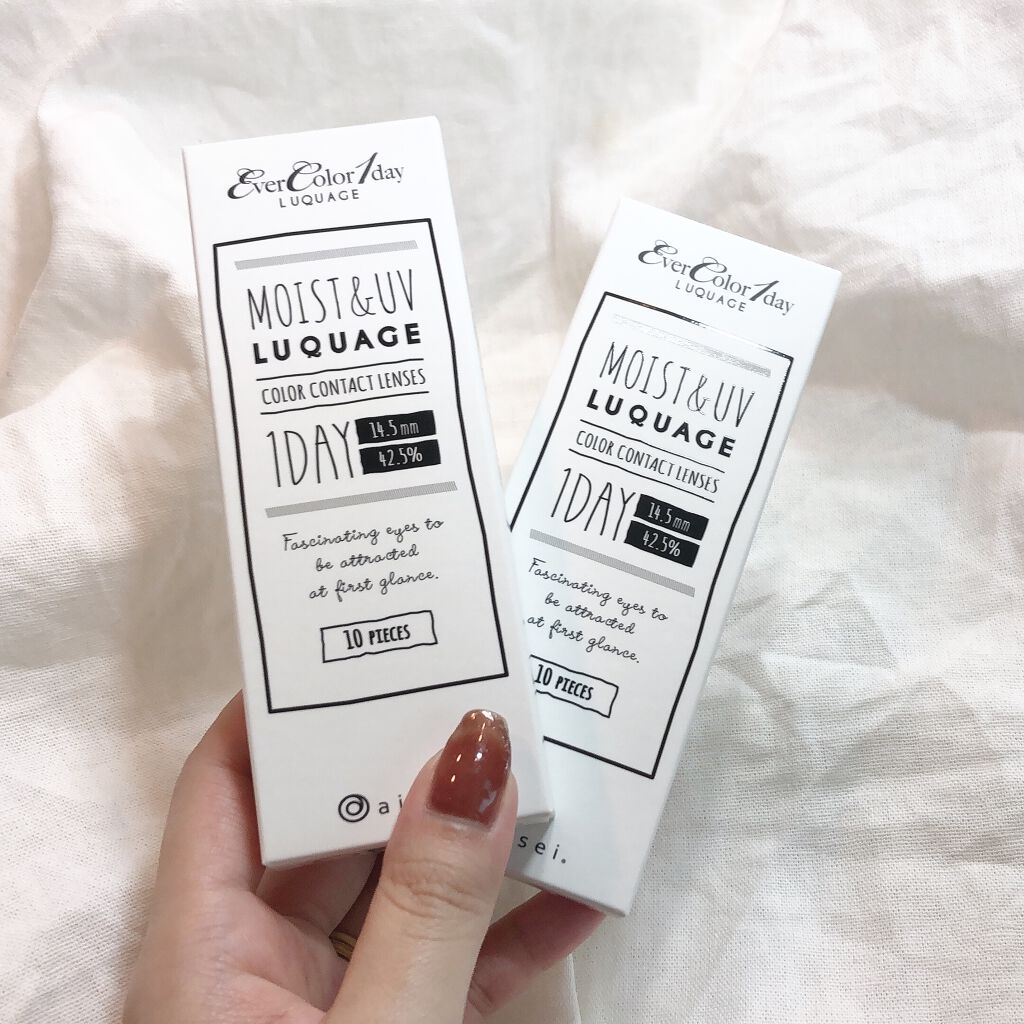 EverColor1day
LUQUAGE
MOIST&UV
LUQUAGE
COLOR CONTACT LENSES
1DAY
14.5mm
42.5%
Fascinating eyes to
be attracted
at first glance.
10 PIECES
ai
EverColor1day
LUQUAGE
MOIST&UV
LUQUAGE
COLOR CONTACT LENSES
1DAY
14.5mm
42.5%
Fascinating eyes to
be attracted
at first glance.
10 PIECES
sei.